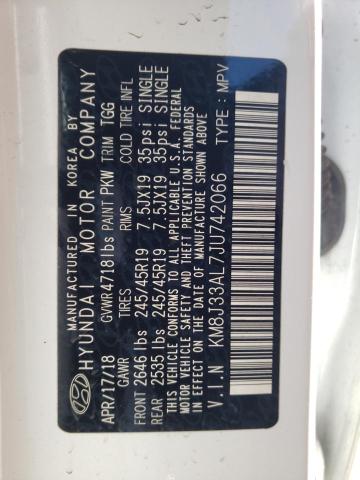 MANUFACTURED IN KOREA BY
HYUNDAI MOTOR COMPANY
APR/17/18 GVWR 4718lbs PAINT PKW TRIM TGG
GAWR TIRES RIMS COLD TIRE INFL
FRONT 2646 lbs 245/45R19 7.5JX19 35psi SINGLE
REAR 2535 lbs 245/45R19 7.5JX19 35psi SINGLE
THIS VEHICLE CONFORMS TO ALL APPLICABLE U.S.A. FEDERAL
MOTOR VEHICLE SAFETY AND THEFT PREVENTION STANDARDS
IN EFFECT ON THE DATE OF MANUFACTURE SHOWN ABOVE
V.I.N KM8J33AL7JU742066 TYPE: MPV